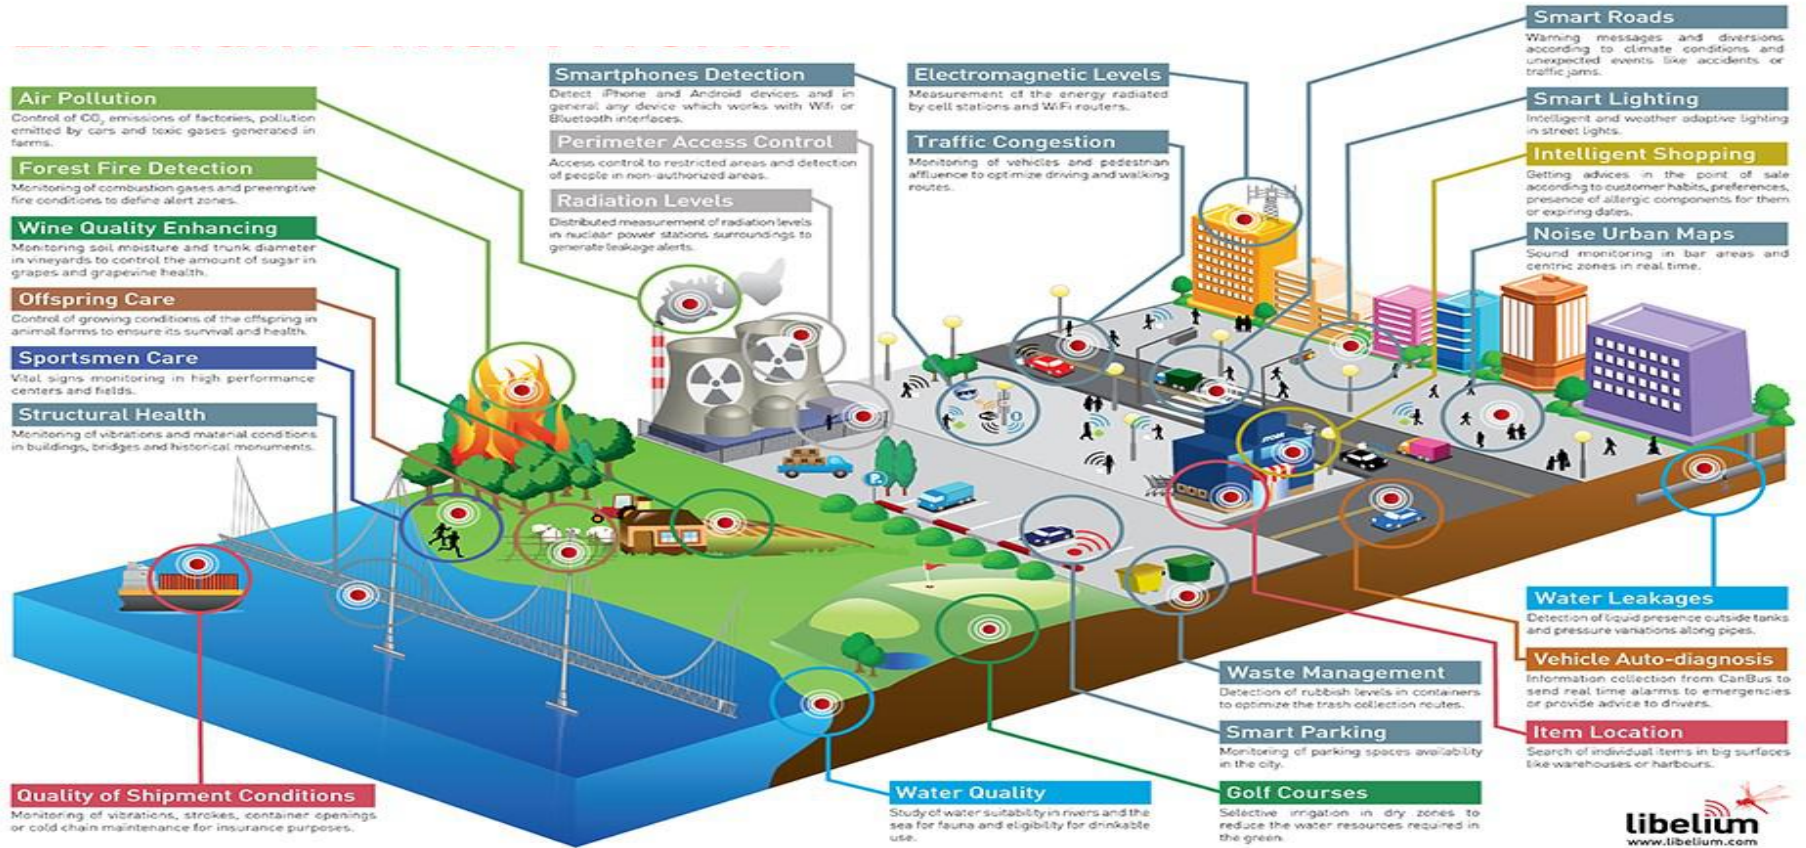 Air Pollution
Control of CO₂ emissions of factories, pollution
emitted by cars and toxic gases generated in
farms.
Forest Fire Detection
Monitoring of combustion gases and preemptive
fire conditions to define alert zones.
Wine Quality Enhancing
Monitoring soil moisture and trunk diameter
in vineyards to control the amount of sugar in
grapes and grapevine health.
Offspring Care
Control of growing conditions of the offspring in
animal farms to ensure its survival and health.
Sportsmen Care
Vital signs monitoring in high performance
centers and fields.
Structural Health
Monitoring of vibrations and material conditions
in buildings, bridges and historical monuments.
Quality of Shipment Conditions
Monitoring of vibrations, strokes, container openings
or cold chain maintenance for insurance purposes.
Smartphones Detection
Detect iPhone and Android devices and in
general any device which works with Wifi or
Bluetooth interfaces.
Perimeter Access Control
Access control to restricted areas and detection
of people in non-authorized areas.
Radiation Levels
Distributed measurement of radiation levels
in nuclear power stations surroundings to
generate leakage alerts.
Electromagnetic Levels
Measurement of the energy radiated
by cell stations and WiFi routers.
Traffic Congestion
Monitoring of vehicles and pedestrian
affluence to optimize driving and walking
routes.
Smart Roads
Warning messages and diversions
according to climate conditions and
unexpected events like accidents or
traffic jams.
Smart Lighting
Intelligent and weather adaptive lighting
in street lights.
Intelligent Shopping
Getting advices in the point of sale
according to customer habits, preferences,
presence of allergic components for them
or expiring dates.
Noise Urban Maps
Sound monitoring in bar areas and
centric zones in real time.
STORE
P
Water Leakages
Detection of liquid presence outside tanks
and pressure variations along pipes.
Vehicle Auto-diagnosis
Information collection from CanBus to
send real time alarms to emergencies
or provide advice to drivers.
Item Location
Search of individual items in big surfaces
like warehouses or harbours.
Waste Management
Detection of rubbish levels in containers
to optimize the trash collection routes.
Smart Parking
Monitoring of parking spaces availability
in the city.
Golf Courses
Selective irrigation in dry zones to
reduce the water resources required in
the green.
Water Quality
Study of water suitability in rivers and the
sea for fauna and eligibility for drinkable
use.
libelium
www.libelium.com